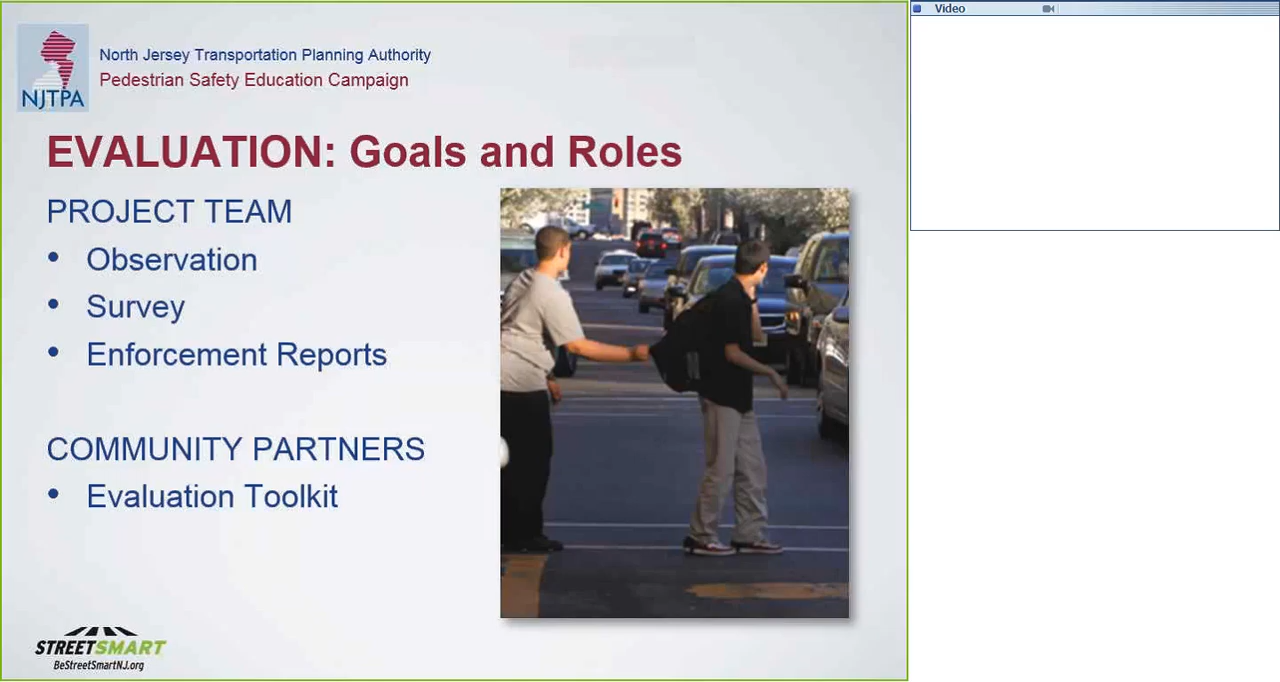 Video
North Jersey Transportation Planning Authority
Pedestrian Safety Education Campaign
NJTPA
EVALUATION: Goals and Roles
PROJECT TEAM
• Observation
• Survey
• Enforcement Reports
COMMUNITY PARTNERS
• Evaluation Toolkit
STREETSMART
BeStreetSmartNJ.org